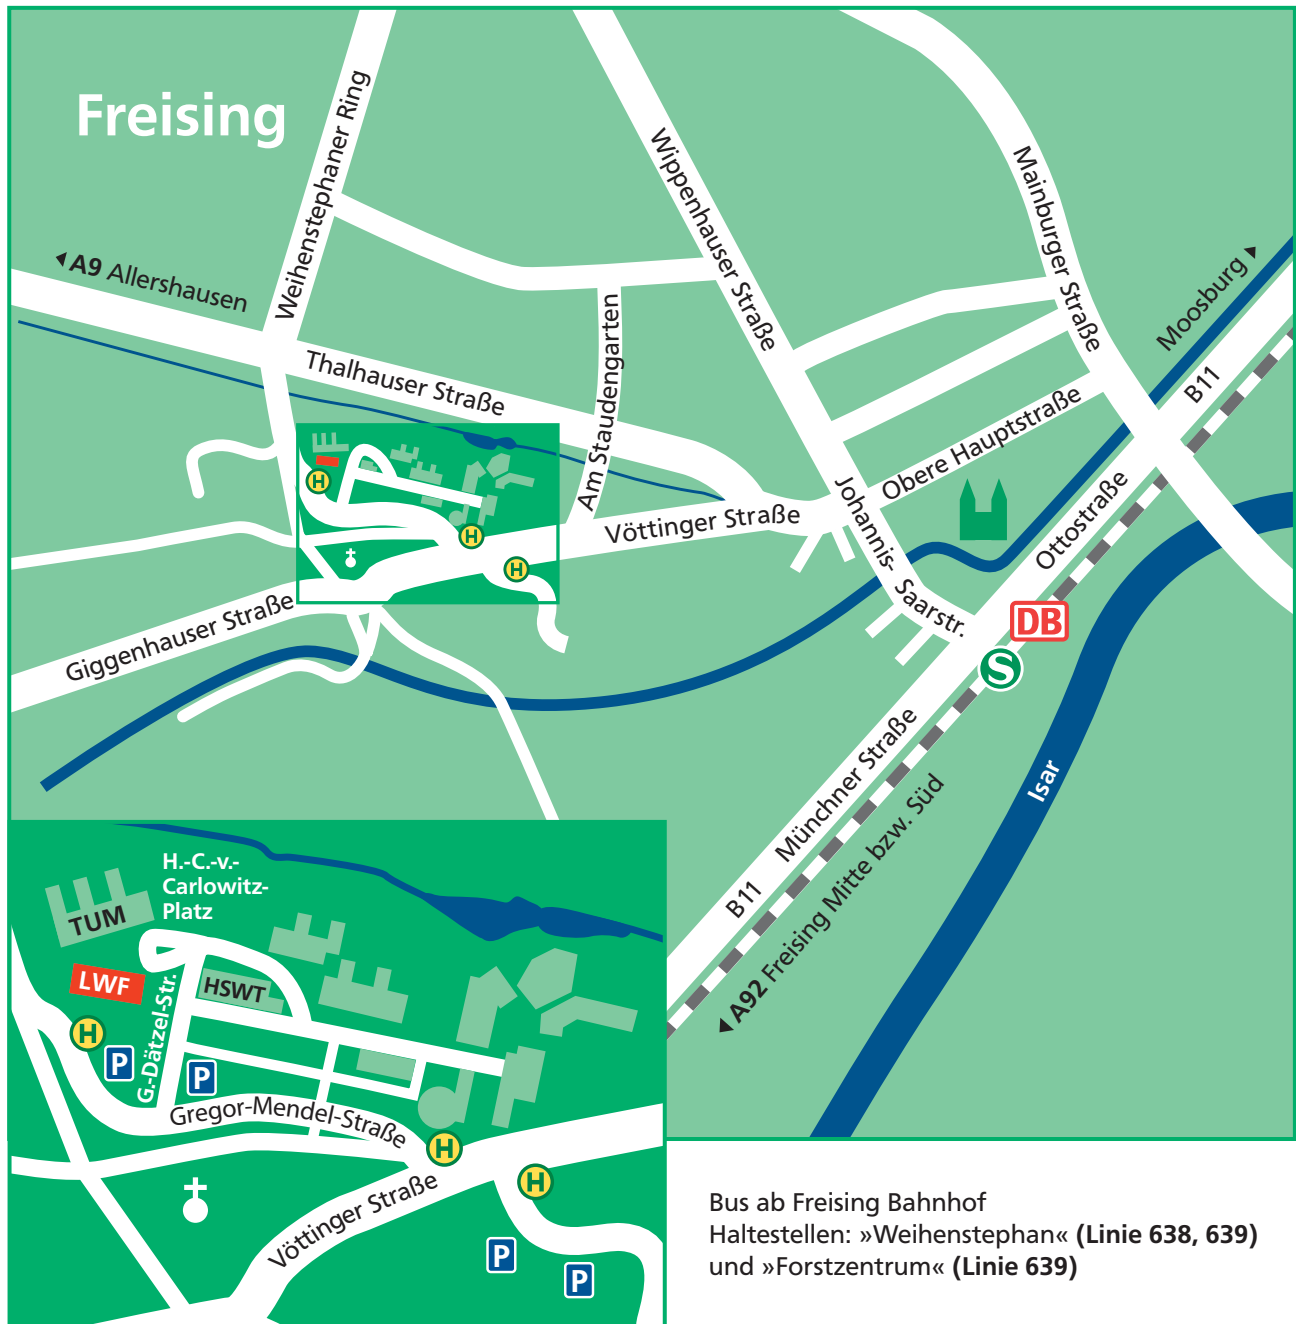 Freising
Weihenstephaner Ring
Wippenhauser Straße
Mainburger Straße
A9 Allershausen
Moosburg
B11
Thalhauser Straße
Am Staudengarten
Obere Hauptstraße
Johannis-
Vöttinger Straße
Ottostraße
H
H
H
Saarstr.
DB
S
Giggenhauser Straße
Münchner Straße
Isar
B11
A92 Freising Mitte bzw. Süd
H.-C.-v.-
Carlowitz-
Platz
TUM
LWF
HSWT
G.-Dätzel-Str.
H
P
P
Gregor-Mendel-Straße
H
H
Vöttinger Straße
P
P
Bus ab Freising Bahnhof
Haltestellen: »Weihenstephan« (Linie 638, 639)
und »Forstzentrum« (Linie 639)